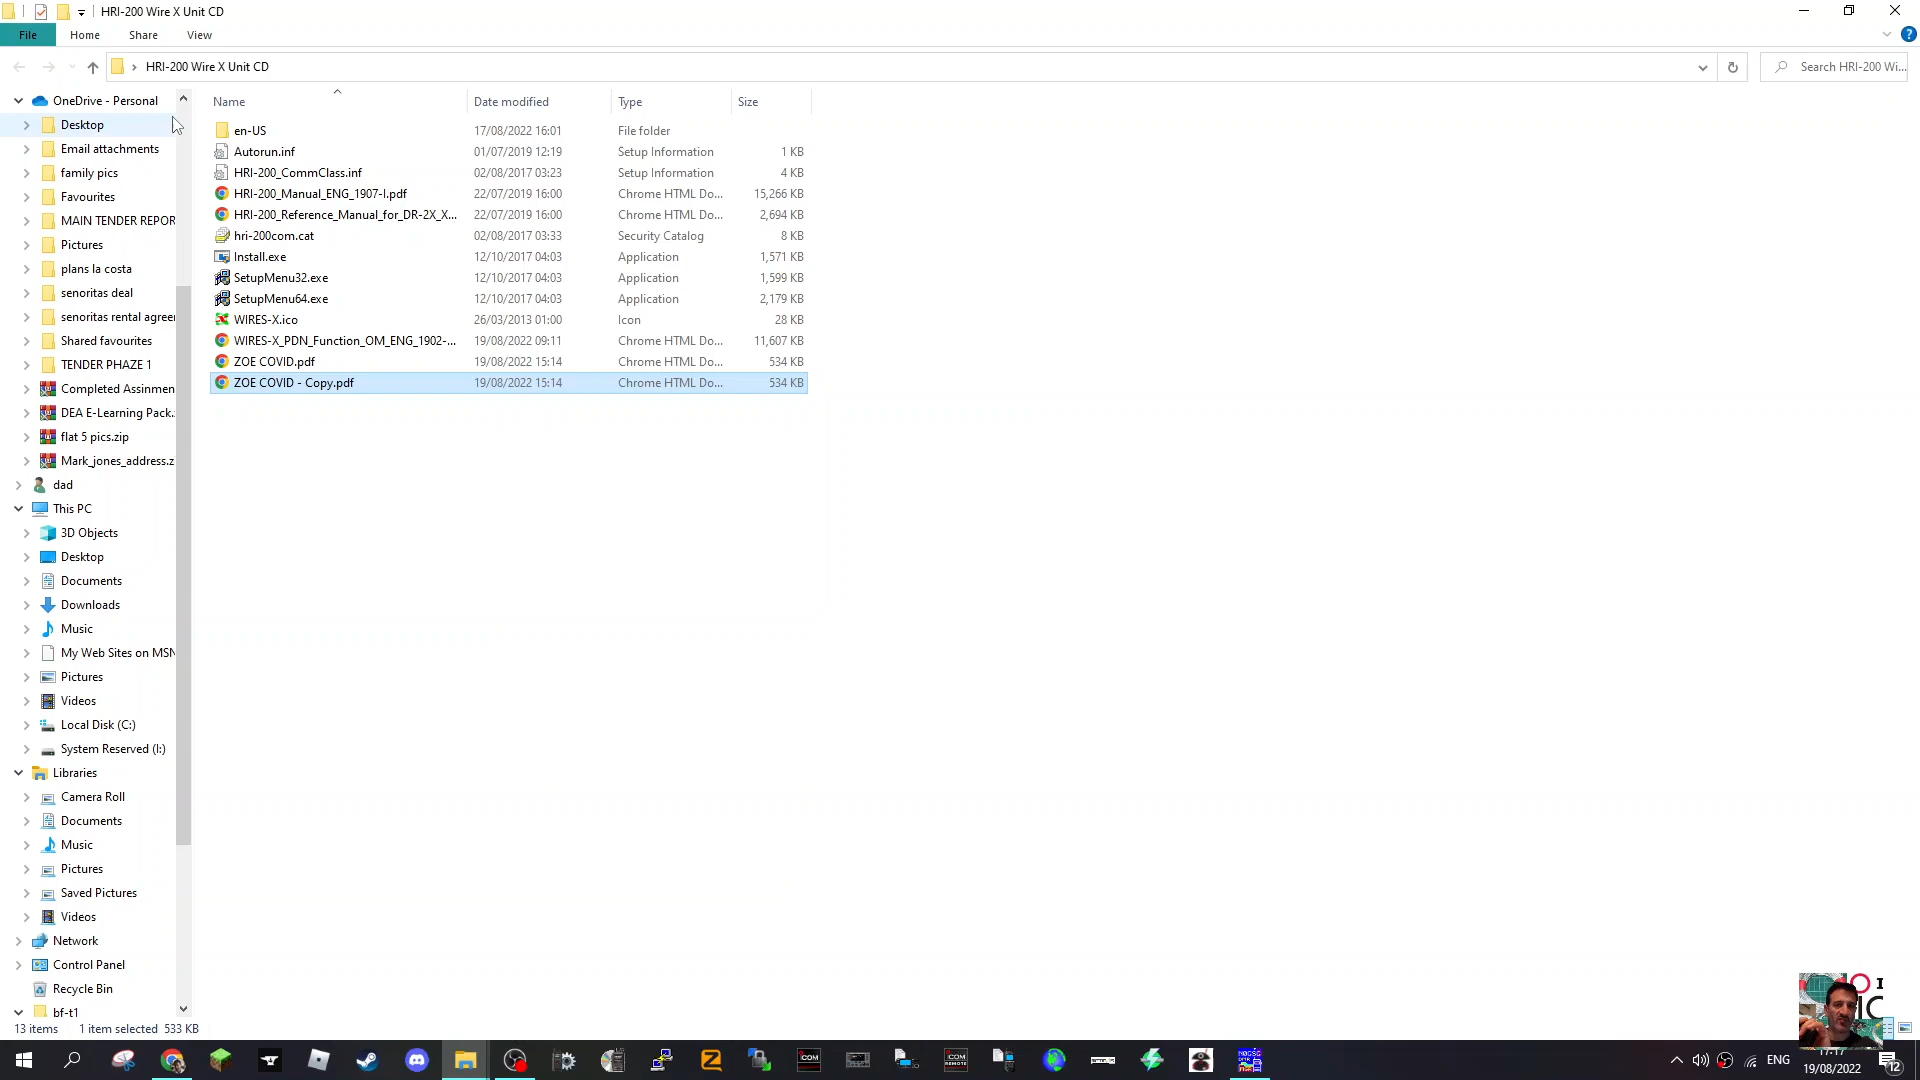 HRI-200 Wire X Unit CD
File Home Share View
HRI-200 Wire X Unit CD
Search HRI-200 Wi...
OneDrive - Personal
Desktop
Email attachments
family pics
Favourites
MAIN TENDER REPOR
Pictures
plans la costa
senoritas deal
senoritas rental agree
Shared favourites
TENDER PHAZE 1
Completed Assinmen
DEA E-Learning Pack.
flat 5 pics.zip
Mark_jones_address.z
dad
This PC
3D Objects
Desktop
Documents
Downloads
Music
My Web Sites on MSN
Pictures
Videos
Local Disk (C:)
System Reserved (I:)
Libraries
Camera Roll
Documents
Music
Pictures
Saved Pictures
Videos
Network
Control Panel
Recycle Bin
bf-t1
Name Date modified Type Size
en-US 17/08/2022 16:01 File folder
Autorun.inf 01/07/2019 12:19 Setup Information 1 KB
HRI-200_CommClass.inf 02/08/2017 03:23 Setup Information 4 KB
HRI-200_Manual_ENG_1907-I.pdf 22/07/2019 16:00 Chrome HTML Do... 15,266 KB
HRI-200_Reference_Manual_for_DR-2X_X... 22/07/2019 16:00 Chrome HTML Do... 2,694 KB
hri-200com.cat 02/08/2017 03:33 Security Catalog 8 KB
Install.exe 12/10/2017 04:03 Application 1,571 KB
SetupMenu32.exe 12/10/2017 04:03 Application 1,599 KB
SetupMenu64.exe 12/10/2017 04:03 Application 2,179 KB
WIRES-X.ico 26/03/2013 01:00 Icon 28 KB
WIRES-X_PDN_Function_OM_ENG_1902-... 19/08/2022 09:11 Chrome HTML Do... 11,607 KB
ZOE COVID.pdf 19/08/2022 15:14 Chrome HTML Do... 534 KB
ZOE COVID - Copy.pdf 19/08/2022 15:14 Chrome HTML Do... 534 KB
13 items 1 item selected 533 KB
ENG
17:17
19/08/2022
12